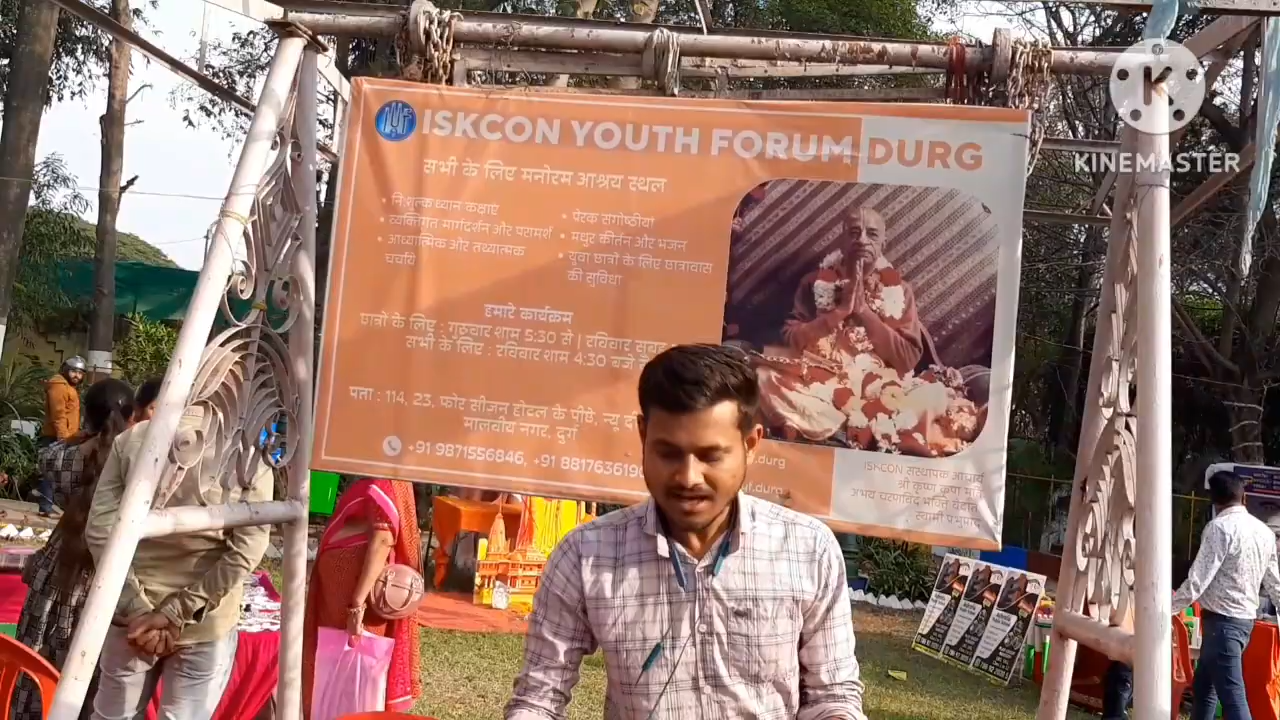 ISKCON YOUTH FORUM DURG
KINEMASTER
सभी के लिए मनोरम आश्रय स्थल
• नि:शुल्क ध्यान कक्षाएं
• व्यक्तिगत मार्गदर्शन और परामर्श
• आध्यात्मिक और तथ्यात्मक
चर्चाये
• प्रेरक संगोष्ठीयां
• मधुर कीर्तन और भजन
• युवा छात्रों के लिए छात्रावास
की सुविधा
हमारे कार्यक्रम
छात्रों के लिए : गुरुवार शाम 5:30 से | रविवार सुबह
सभी के लिए : रविवार शाम 4:30 बजे
पता : 114, 23, फोर सीजन होटल के पीछे, न्यू
मालवीय नगर, दुर्ग
+91 9871556846, +91 881763619
.durg
.durg
ISKCON संस्थापक आचार्य
श्री कृष्ण कृपा मूर्ति
अभय चरणारविंद भक्ति वेदांत
स्वामी प्रभुपाद